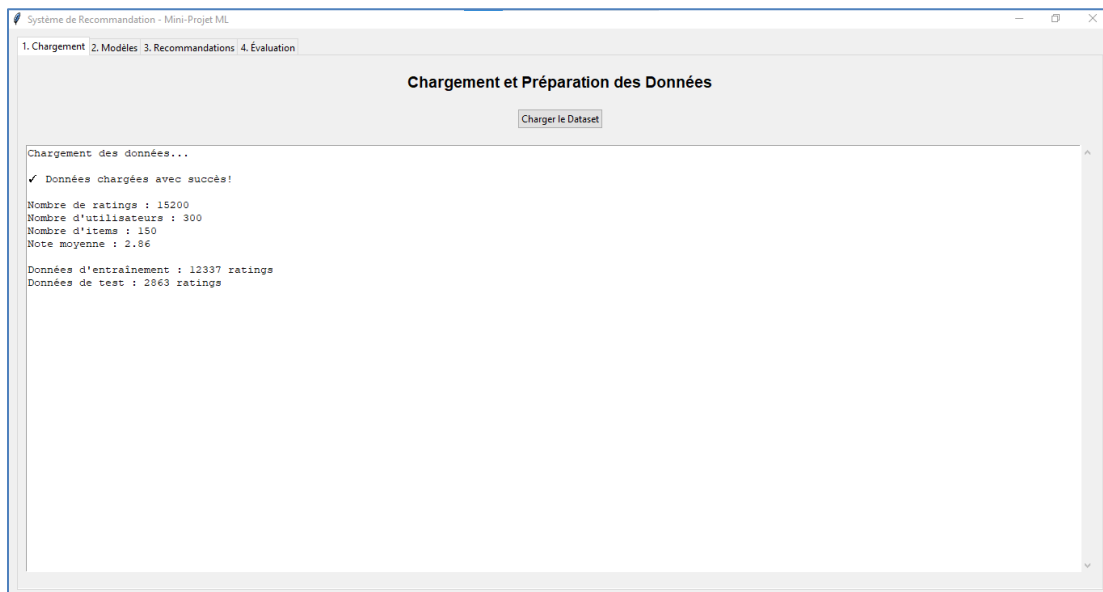 Système de Recommandation - Mini-Projet ML
1. Chargement 2. Modèles 3. Recommandations 4. Évaluation
Chargement et Préparation des Données
Charger le Dataset
Chargement des données...
✓ Données chargées avec succès!
Nombre de ratings : 15200
Nombre d'utilisateurs : 300
Nombre d'items : 150
Note moyenne : 2.86
Données d'entraînement : 12337 ratings
Données de test : 2863 ratings